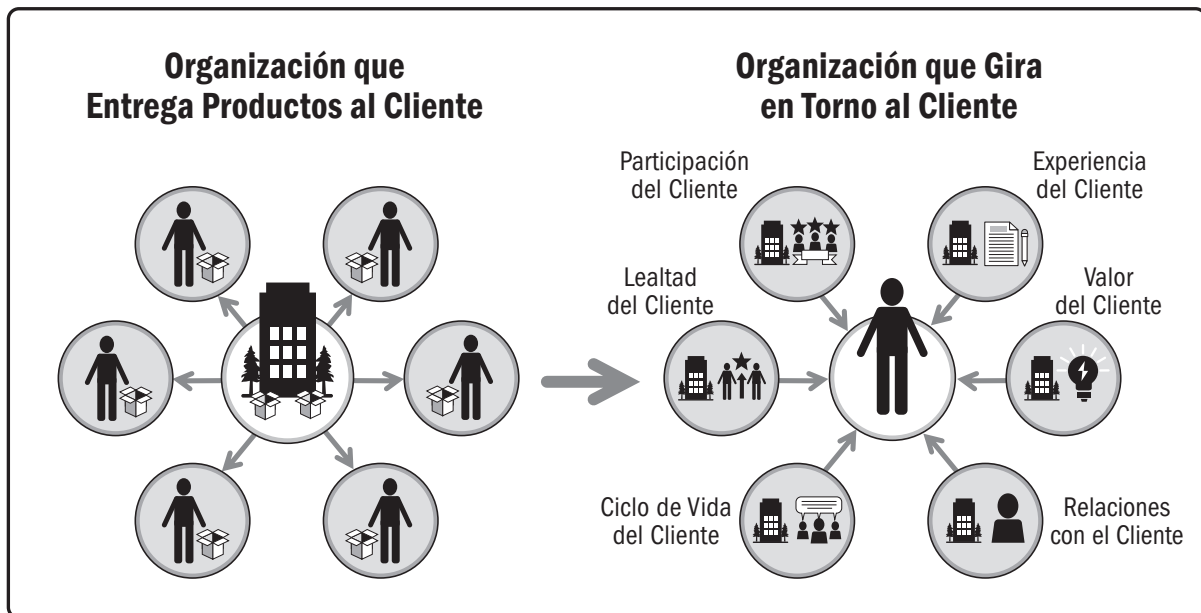 Organización que
Entrega Productos al Cliente
Organización que Gira
en Torno al Cliente
Participación
del Cliente
Experiencia
del Cliente
Lealtad
del Cliente
Valor
del Cliente
Ciclo de Vida
del Cliente
Relaciones
con el Cliente